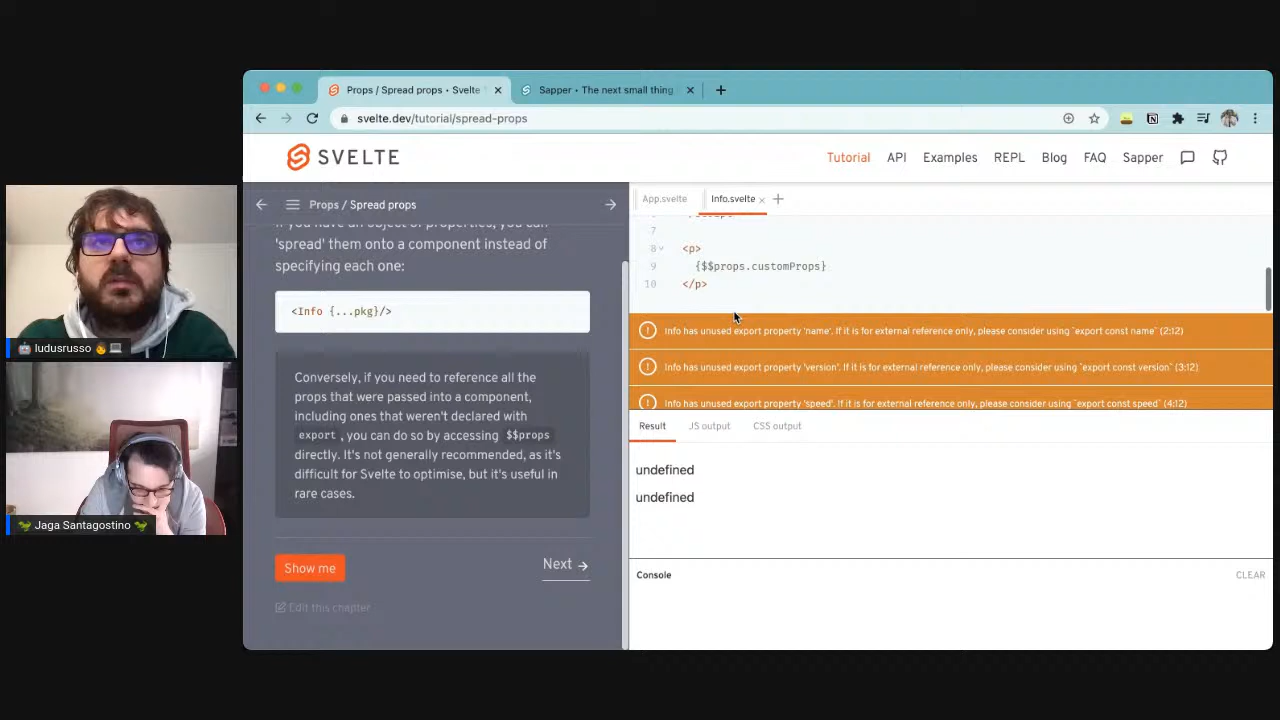 Props / Spread props • Svelte
Sapper • The next small thing
svelte.dev/tutorial/spread-props
SVELTE
Tutorial
API
Examples
REPL
Blog
FAQ
Sapper
Props / Spread props
'spread' them onto a component instead of
specifying each one:
<Info {...pkg}/>
Conversely, if you need to reference all the
props that were passed into a component,
including ones that weren't declared with
export , you can do so by accessing $$props
directly. It's not generally recommended, as it's
difficult for Svelte to optimise, but it's useful in
rare cases.
Show me
Next
Edit this chapter
App.svelte
Info.svelte
7
8 <p>
9 {$$props.customProps}
10 </p>
Info has unused export property 'name'. If it is for external reference only, please consider using `export const name` (2:12)
Info has unused export property 'version'. If it is for external reference only, please consider using `export const version` (3:12)
Info has unused export property 'speed'. If it is for external reference only, please consider using `export const speed` (4:12)
Result
JS output
CSS output
undefined
undefined
Console
CLEAR
ludusrusso
Jaga Santagostino